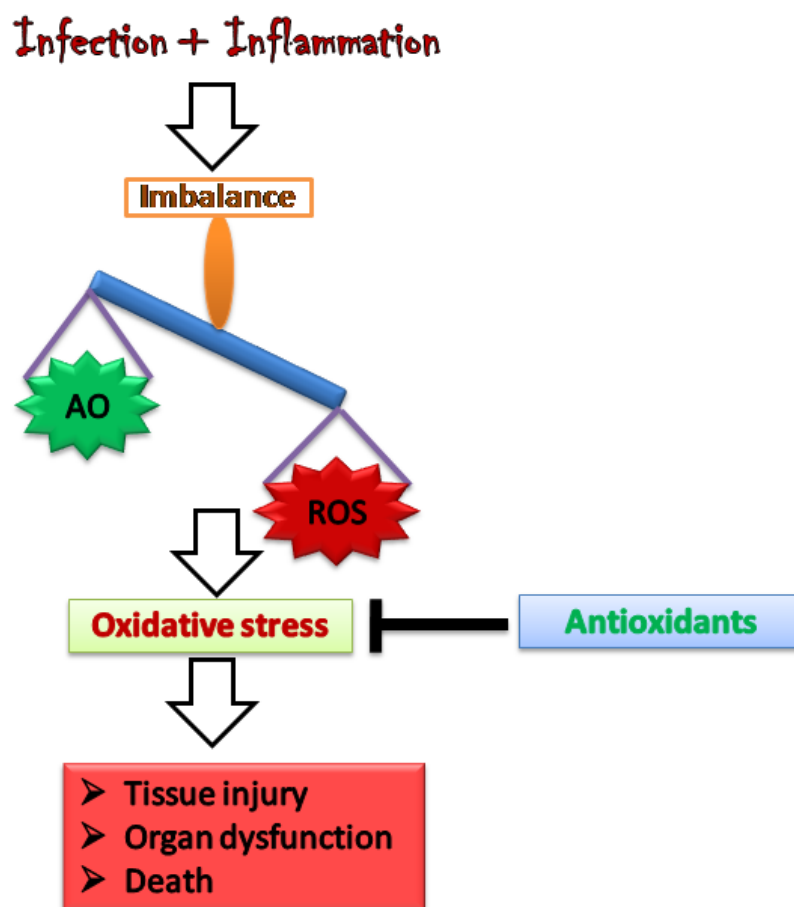 Infection + Inflammation
Imbalance
AO
ROS
Oxidative stress
Antioxidants
➢ Tissue injury
➢ Organ dysfunction
➢ Death